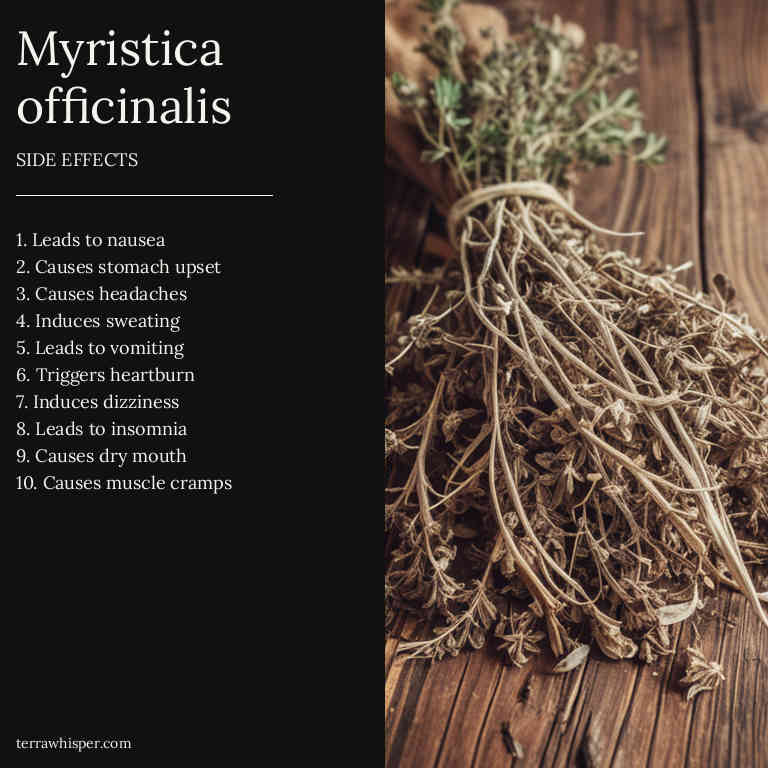 Myristica
officinalis
SIDE EFFECTS
1. Leads to nausea
2. Causes stomach upset
3. Causes headaches
4. Induces sweating
5. Leads to vomiting
6. Triggers heartburn
7. Induces dizziness
8. Leads to insomnia
9. Causes dry mouth
10. Causes muscle cramps
terrawhisper.com